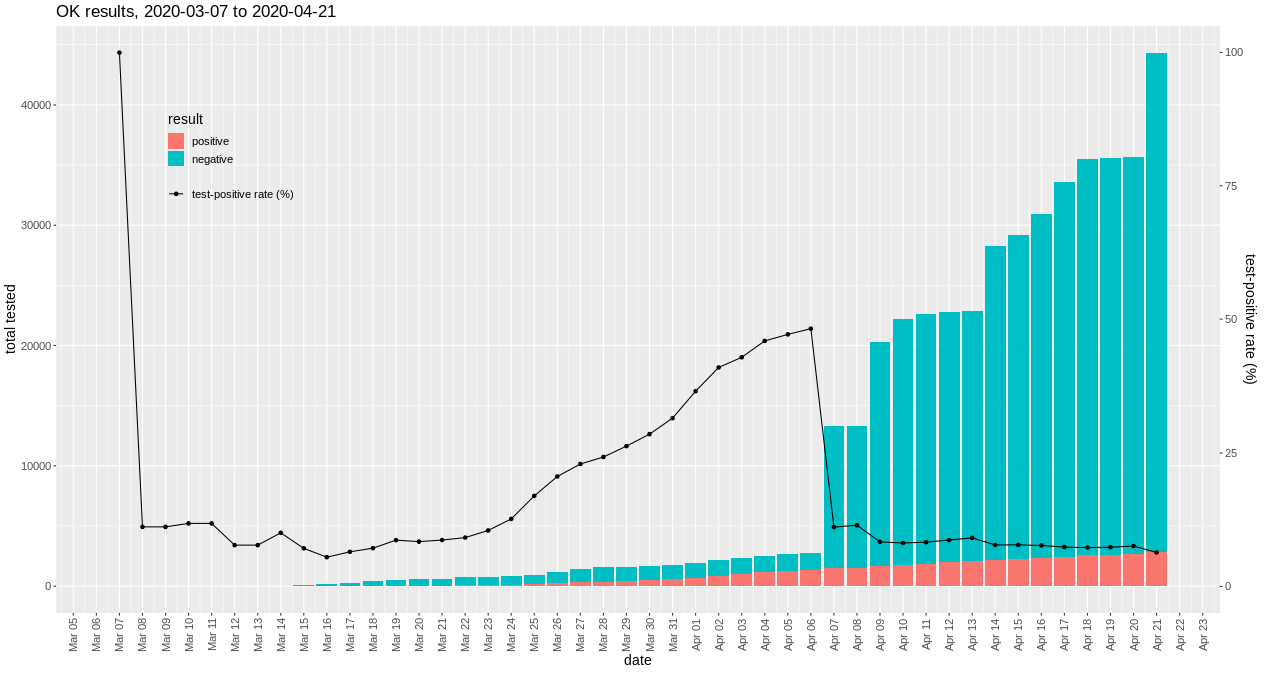 OK results, 2020-03-07 to 2020-04-21
total tested
40000
30000
20000
10000
0
result
positive
negative
test-positive rate (%)
100
75
50
25
0
test-positive rate (%)
Mar 05
Mar 06
Mar 07
Mar 08
Mar 09
Mar 10
Mar 11
Mar 12
Mar 13
Mar 14
Mar 15
Mar 16
Mar 17
Mar 18
Mar 19
Mar 20
Mar 21
Mar 22
Mar 23
Mar 24
Mar 25
Mar 26
Mar 27
Mar 28
Mar 29
Mar 30
Mar 31
Apr 01
Apr 02
Apr 03
Apr 04
Apr 05
Apr 06
Apr 07
Apr 08
Apr 09
Apr 10
Apr 11
Apr 12
Apr 13
Apr 14
Apr 15
Apr 16
Apr 17
Apr 18
Apr 19
Apr 20
Apr 21
Apr 22
Apr 23
date